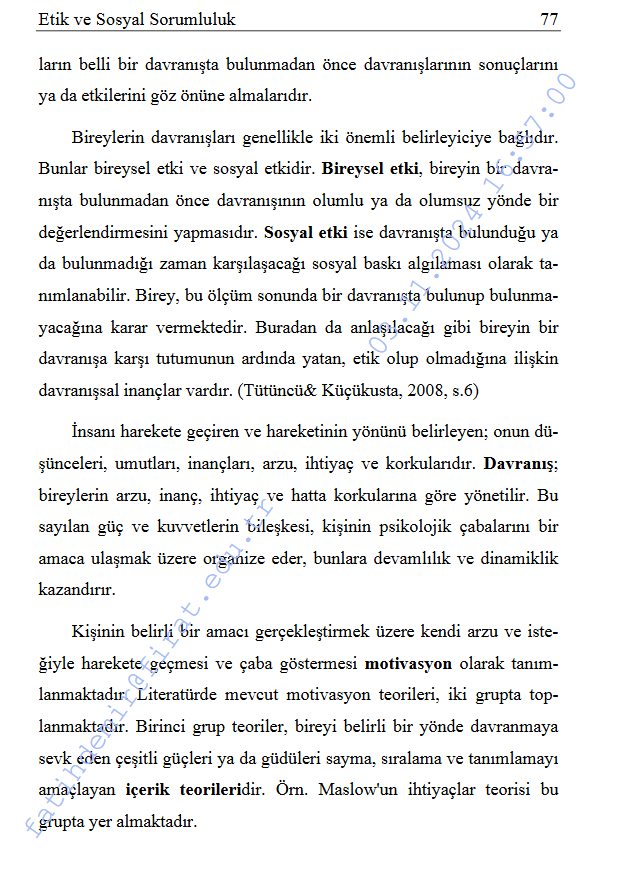 Etik ve Sosyal Sorumluluk 77
ların belli bir davranışta bulunmadan önce davranışlarının sonuçlarını
ya da etkilerini göz önüne almalarıdır.
Bireylerin davranışları genellikle iki önemli belirleyiciye bağlıdır.
Bunlar bireysel etki ve sosyal etkidir. Bireysel etki, bireyin bir davra-
nışta bulunmadan önce davranışının olumlu ya da olumsuz yönde bir
değerlendirmesini yapmasıdır. Sosyal etki ise davranışta bulunduğu ya
da bulunmadığı zaman karşılaşacağı sosyal baskı algılaması olarak ta-
nımlanabilir. Birey, bu ölçüm sonunda bir davranışta bulunup bulunma-
yacağına karar vermektedir. Buradan da anlaşılacağı gibi bireyin bir
davranışa karşı tutumunun ardında yatan, etik olup olmadığına ilişkin
davranışsal inançlar vardır. (Tütüncü& Küçükusta, 2008, s.6)
İnsanı harekete geçiren ve hareketinin yönünü belirleyen; onun dü-
şünceleri, umutları, inançları, arzu, ihtiyaç ve korkularıdır. Davranış;
bireylerin arzu, inanç, ihtiyaç ve hatta korkularına göre yönetilir. Bu
sayılan güç ve kuvvetlerin bileşkesi, kişinin psikolojik çabalarını bir
amaca ulaşmak üzere organize eder, bunlara devamlılık ve dinamiklik
kazandırır.
Kişinin belirli bir amacı gerçekleştirmek üzere kendi arzu ve iste-
ğiyle harekete geçmesi ve çaba göstermesi motivasyon olarak tanım-
lanmaktadır. Literatürde mevcut motivasyon teorileri, iki grupta top-
lanmaktadır. Birinci grup teoriler, bireyi belirli bir yönde davranmaya
sevk eden çeşitli güçleri ya da güdüleri sayma, sıralama ve tanımlamayı
amaçlayan içerik teorileridir. Örn. Maslow'un ihtiyaçlar teorisi bu
grupta yer almaktadır.
fatihdemir@firat.edu.tr 09.11.2024 16:37:00